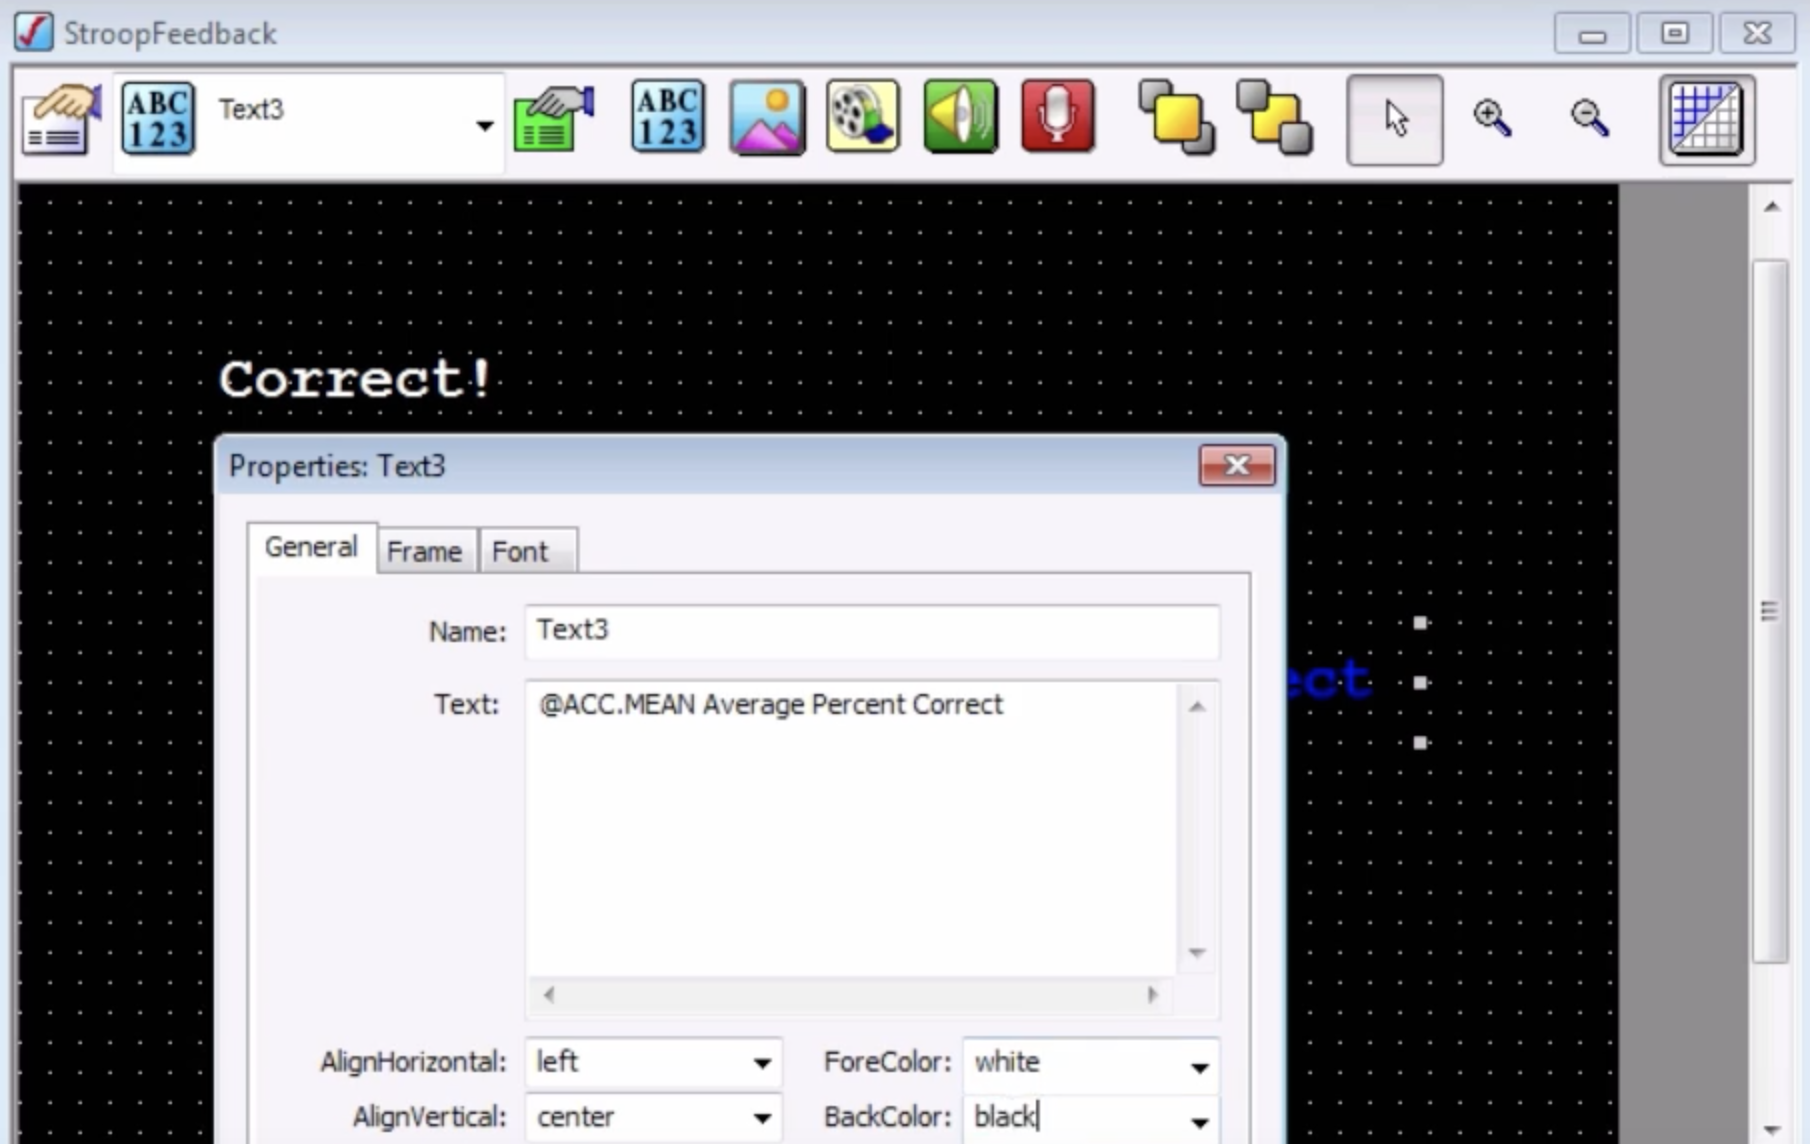 StroopFeedback
ABC
123
Text3
ABC
123
Correct!
Properties: Text3
General
Frame
Font
Name:
Text3
ect
Text:
@ACC.MEAN Average Percent Correct
AlignHorizontal:
left
ForeColor:
white
AlignVertical:
center
BackColor:
black